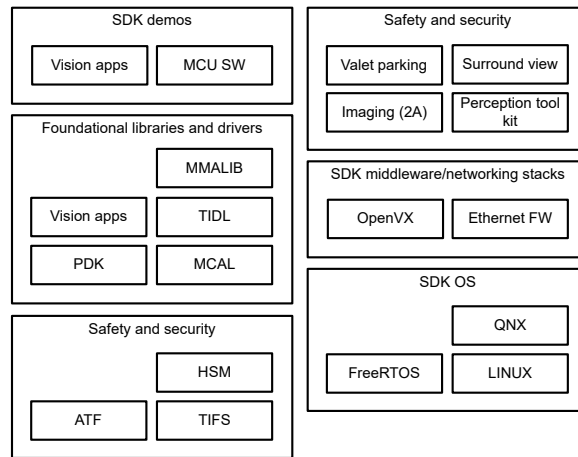 SDK demos
Vision apps
MCU SW
Foundational libraries and drivers
MMALIB
Vision apps
TIDL
PDK
MCAL
Safety and security
HSM
ATF
TIFS
Safety and security
Valet parking
Surround view
Imaging (2A)
Perception tool
kit
SDK middleware/networking stacks
OpenVX
Ethernet FW
SDK OS
QNX
FreeRTOS
LINUX